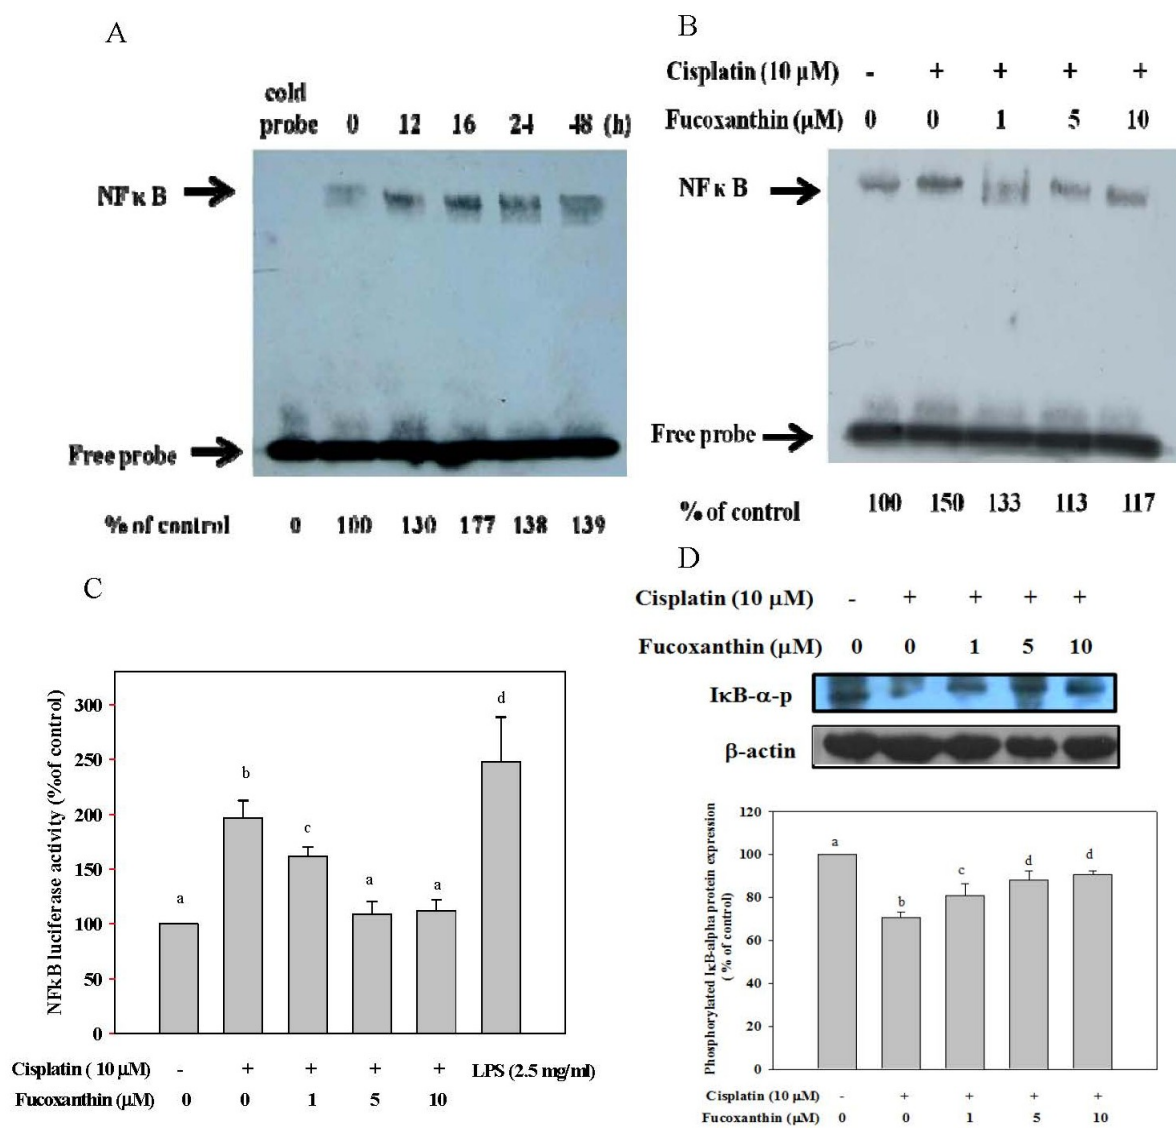 A
cold
probe 0 12 16 24 48 (h)
NFκB
Free probe
% of control 0 100 130 177 138 139
B
Cisplatin (10 µM) - + + + +
Fucoxanthin (µM) 0 0 1 5 10
NFκB
Free probe
% of control 100 150 133 113 117
C
NFkB luciferase activity (%of control)
300
250
200
150
100
50
0
a b c a a d
Cisplatin ( 10 µM) - + + + + LPS (2.5 mg/ml)
Fucoxanthin (µM) 0 0 1 5 10
D
Cisplatin (10 µM) - + + + +
Fucoxanthin (µM) 0 0 1 5 10
IκB-α-p
β-actin
Phosphorylated IκB-alpha protein expression
( % of control)
120
100
80
60
40
20
0
a b c d d
Cisplatin (10 µM) - + + + +
Fucoxanthin (µM) 0 0 1 5 10